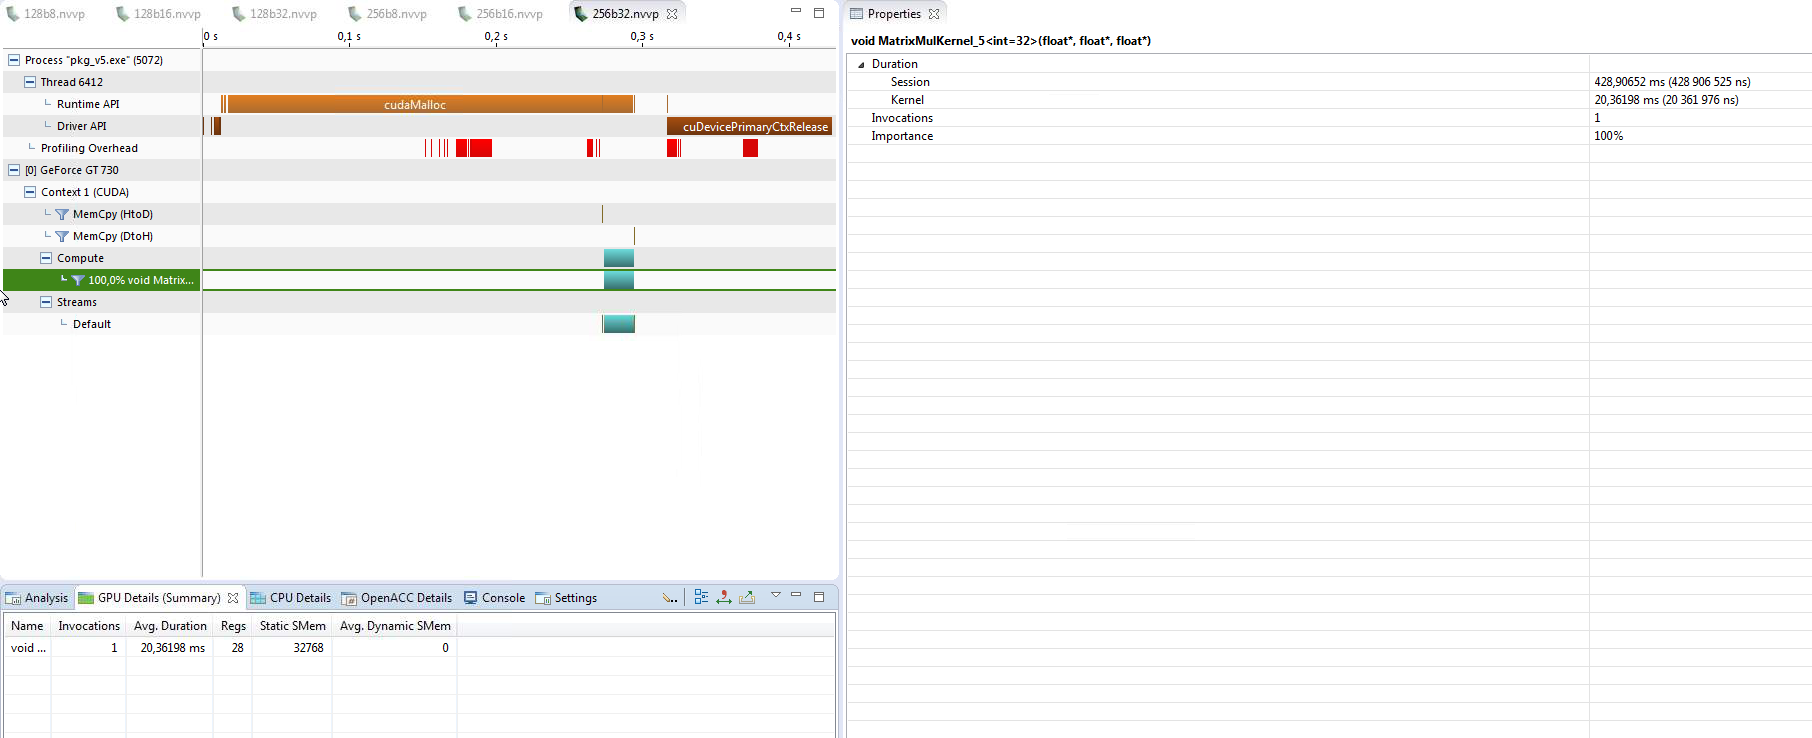 128b8.nvvp 128b16.nvvp 128b32.nvvp 256b8.nvvp 256b16.nvvp 256b32.nvvp
0 s 0,1 s 0,2 s 0,3 s 0,4 s
Process "pkg_v5.exe" (5072)
Thread 6412
Runtime API cudaMalloc
Driver API cuDevicePrimaryCtxRelease
Profiling Overhead
[0] GeForce GT 730
Context 1 (CUDA)
MemCpy (HtoD)
MemCpy (DtoH)
Compute
100,0% void Matrix...
Streams
Default
Analysis GPU Details (Summary) CPU Details OpenACC Details Console Settings
Name Invocations Avg. Duration Regs Static SMem Avg. Dynamic SMem
void ... 1 20,36198 ms 28 32768 0
Properties
void MatrixMulKernel_5<int=32>(float*, float*, float*)
Duration
Session 428,90652 ms (428 906 525 ns)
Kernel 20,36198 ms (20 361 976 ns)
Invocations 1
Importance 100%